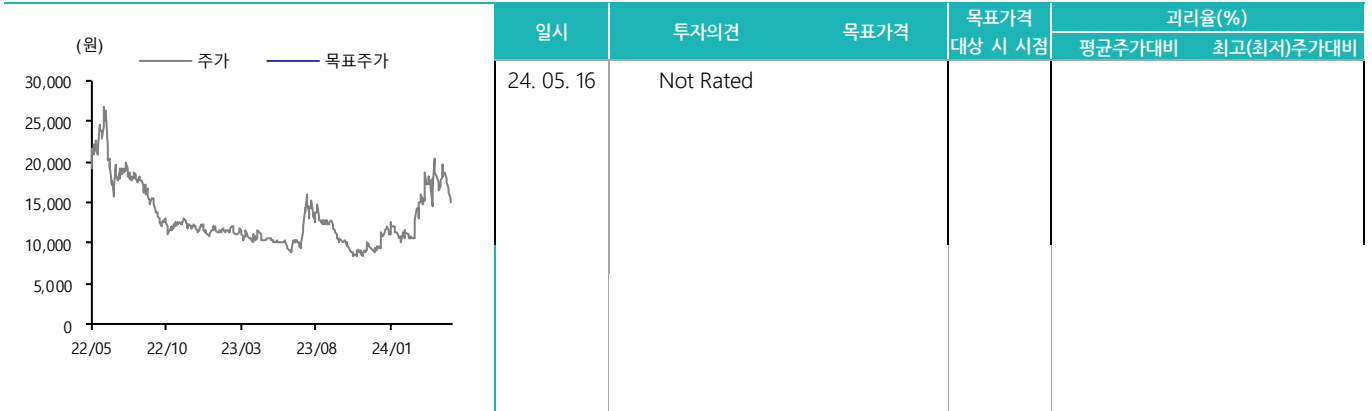 (원)
주가 목표주가
30,000
25,000
20,000
15,000
10,000
5,000
0
22/05 22/10 23/03 23/08 24/01
일시 투자의견 목표가격 목표가격 대상 시 시점 괴리율(%)
평균주가대비 최고(최저)주가대비
24. 05. 16 Not Rated